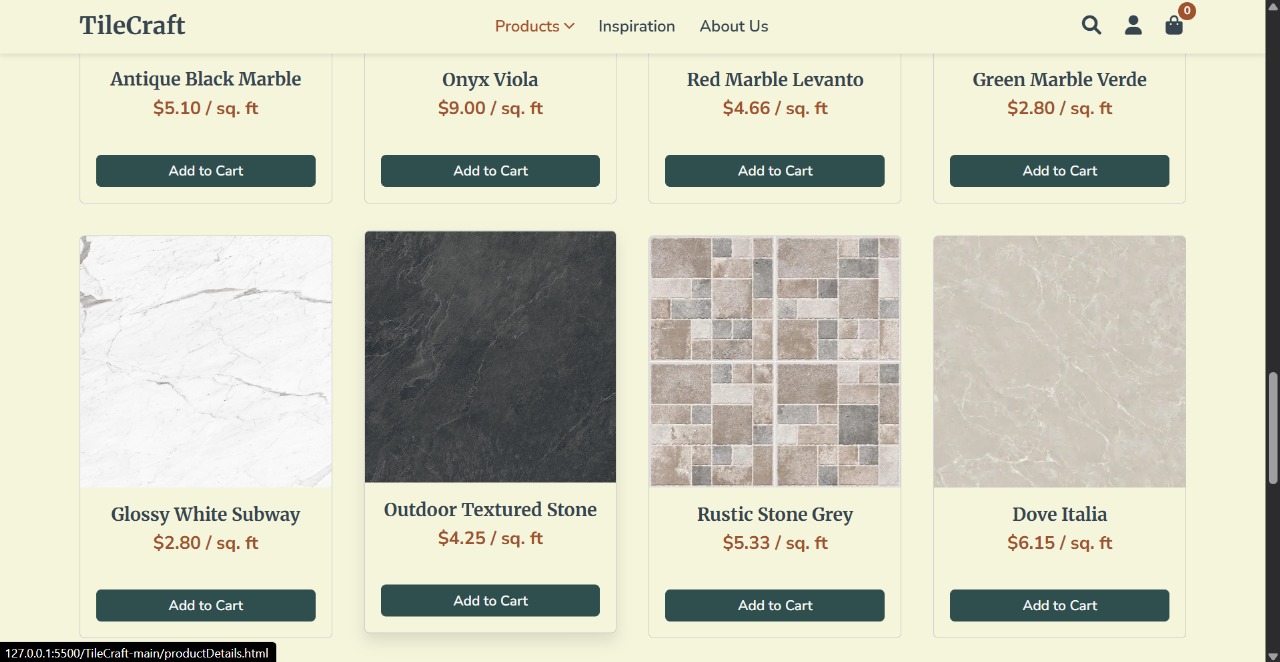 TileCraft
Products
Inspiration
About Us
0
Antique Black Marble
$5.10 / sq. ft
Add to Cart
Onyx Viola
$9.00 / sq. ft
Add to Cart
Red Marble Levanto
$4.66 / sq. ft
Add to Cart
Green Marble Verde
$2.80 / sq. ft
Add to Cart
Glossy White Subway
$2.80 / sq. ft
Add to Cart
Outdoor Textured Stone
$4.25 / sq. ft
Add to Cart
Rustic Stone Grey
$5.33 / sq. ft
Add to Cart
Dove Italia
$6.15 / sq. ft
Add to Cart
127.0.0.1:5500/TileCraft-main/productDetails.html